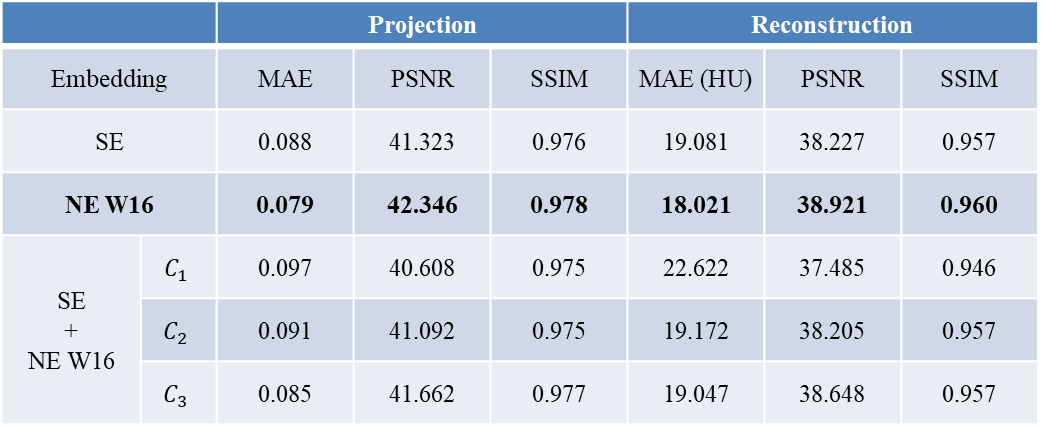 Projection Reconstruction
Embedding MAE PSNR SSIM MAE (HU) PSNR SSIM
SE 0.088 41.323 0.976 19.081 38.227 0.957
NE W16 0.079 42.346 0.978 18.021 38.921 0.960
SE
+
NE W16
C₁ 0.097 40.608 0.975 22.622 37.485 0.946
C₂ 0.091 41.092 0.975 19.172 38.205 0.957
C₃ 0.085 41.662 0.977 19.047 38.648 0.957